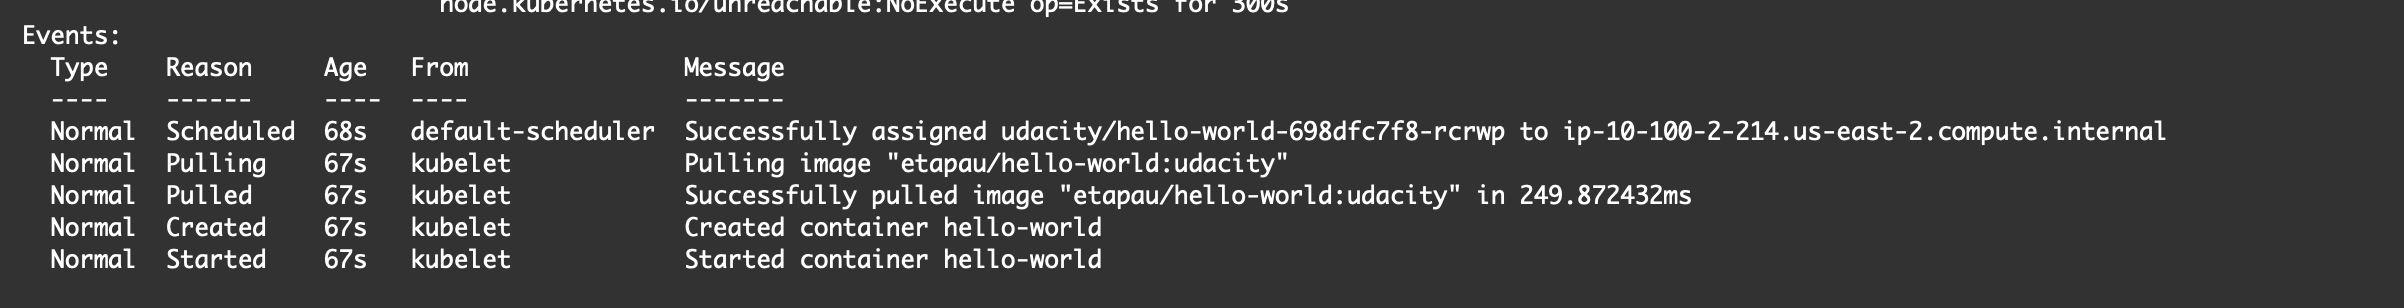 node.kubernetes.io/unreachable:NoExecute op=Exists for 300s
Events:
Type Reason Age From Message
---- ------ ---- ---- -------
Normal Scheduled 68s default-scheduler Successfully assigned udacity/hello-world-698dfc7f8-rcrwp to ip-10-100-2-214.us-east-2.compute.internal
Normal Pulling 67s kubelet Pulling image "etapau/hello-world:udacity"
Normal Pulled 67s kubelet Successfully pulled image "etapau/hello-world:udacity" in 249.872432ms
Normal Created 67s kubelet Created container hello-world
Normal Started 67s kubelet Started container hello-world